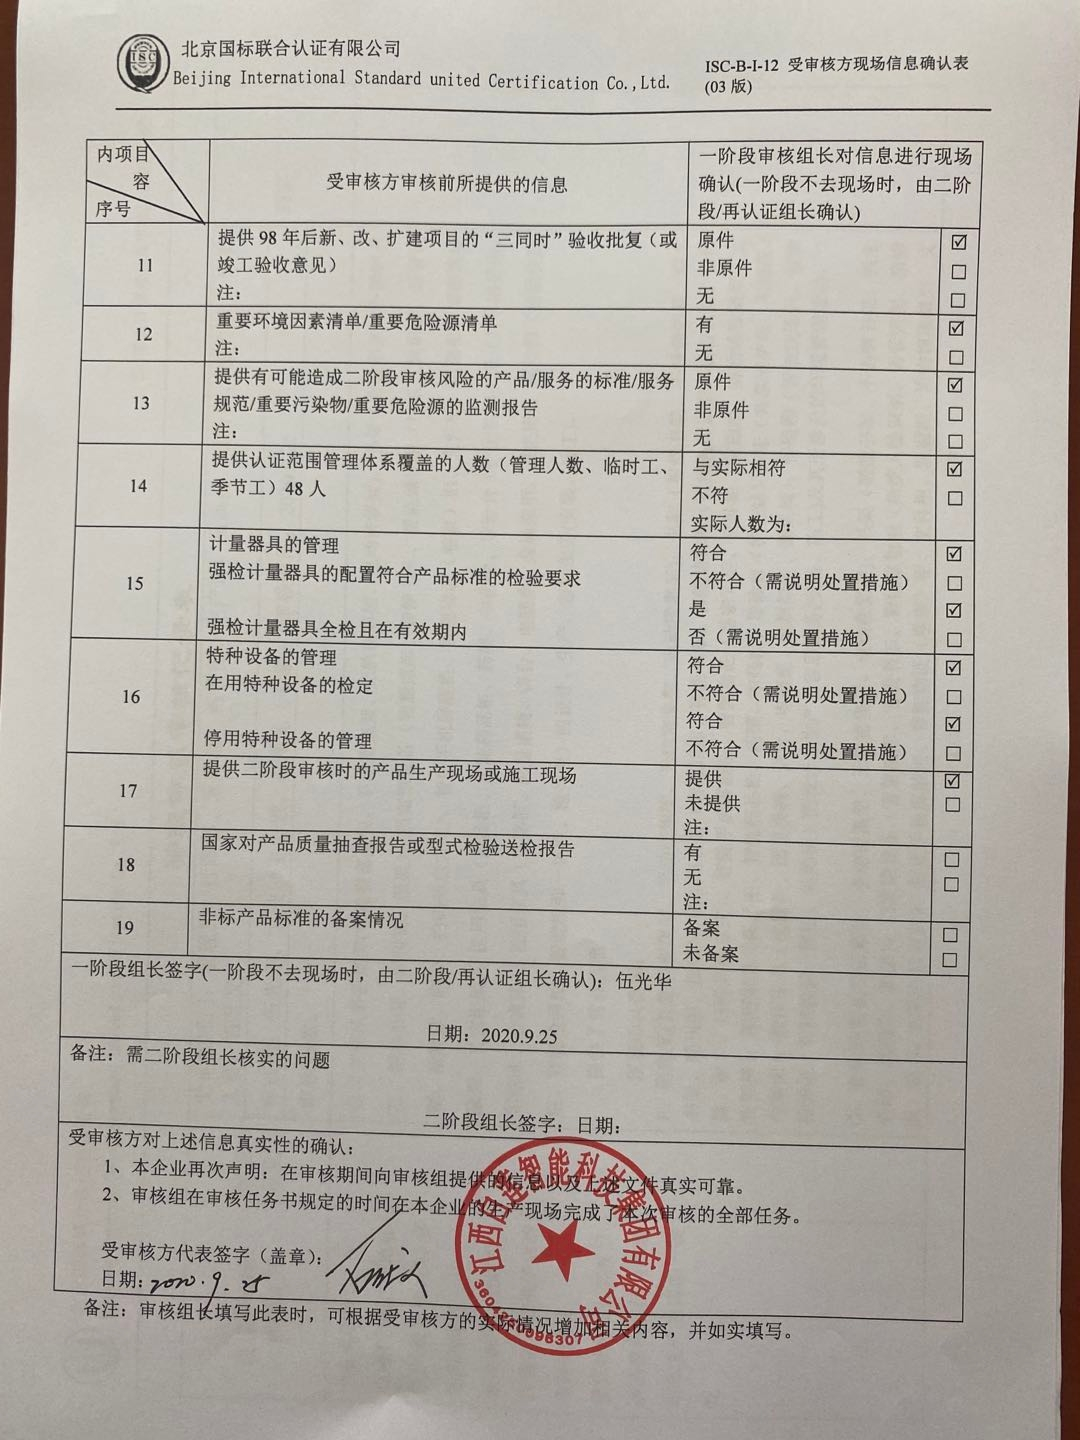 北京国标联合认证有限公司
Beijing International Standard united Certification Co.,Ltd.
ISC-B-I-12 受审核方现场信息确认表
(03 版)
ISC
内项目
容
序号
受审核方审核前所提供的信息
一阶段审核组长对信息进行现场
确认(一阶段不去现场时，由二阶
段/再认证组长确认)
11
提供 98 年后新、改、扩建项目的“三同时”验收批复（或
竣工验收意见）
注：
原件 ☑
非原件 □
无 □
12
重要环境因素清单/重要危险源清单
注：
有 ☑
无 □
13
提供有可能造成二阶段审核风险的产品/服务的标准/服务
规范/重要污染物/重要危险源的监测报告
注：
原件 ☑
非原件 □
无 □
14
提供认证范围管理体系覆盖的人数（管理人数、临时工、
季节工）48 人
与实际相符 ☑
不符 □
实际人数为：
15
计量器具的管理
强检计量器具的配置符合产品标准的检验要求
强检计量器具全检且在有效期内
符合 ☑
不符合（需说明处置措施） □
是 ☑
否（需说明处置措施） □
16
特种设备的管理
在用特种设备的检定
停用特种设备的管理
符合 ☑
不符合（需说明处置措施） □
符合 ☑
不符合（需说明处置措施） □
17
提供二阶段审核时的产品生产现场或施工现场
提供 ☑
未提供 □
注：
18
国家对产品质量抽查报告或型式检验送检报告
有 □
无 □
注：
19
非标产品标准的备案情况
备案 □
未备案 □
一阶段组长签字(一阶段不去现场时，由二阶段/再认证组长确认)：伍光华
日期：2020.9.25
备注：需二阶段组长核实的问题
二阶段组长签字：日期：
受审核方对上述信息真实性的确认：
1、本企业再次声明：在审核期间向审核组提供的信息以及上述文件真实可靠。
2、审核组在审核任务书规定的时间在本企业的生产现场完成了本次审核的全部任务。
受审核方代表签字（盖章）：
日期：2020.9.25
备注：审核组长填写此表时，可根据受审核方的实际情况增加相关内容，并如实填写。